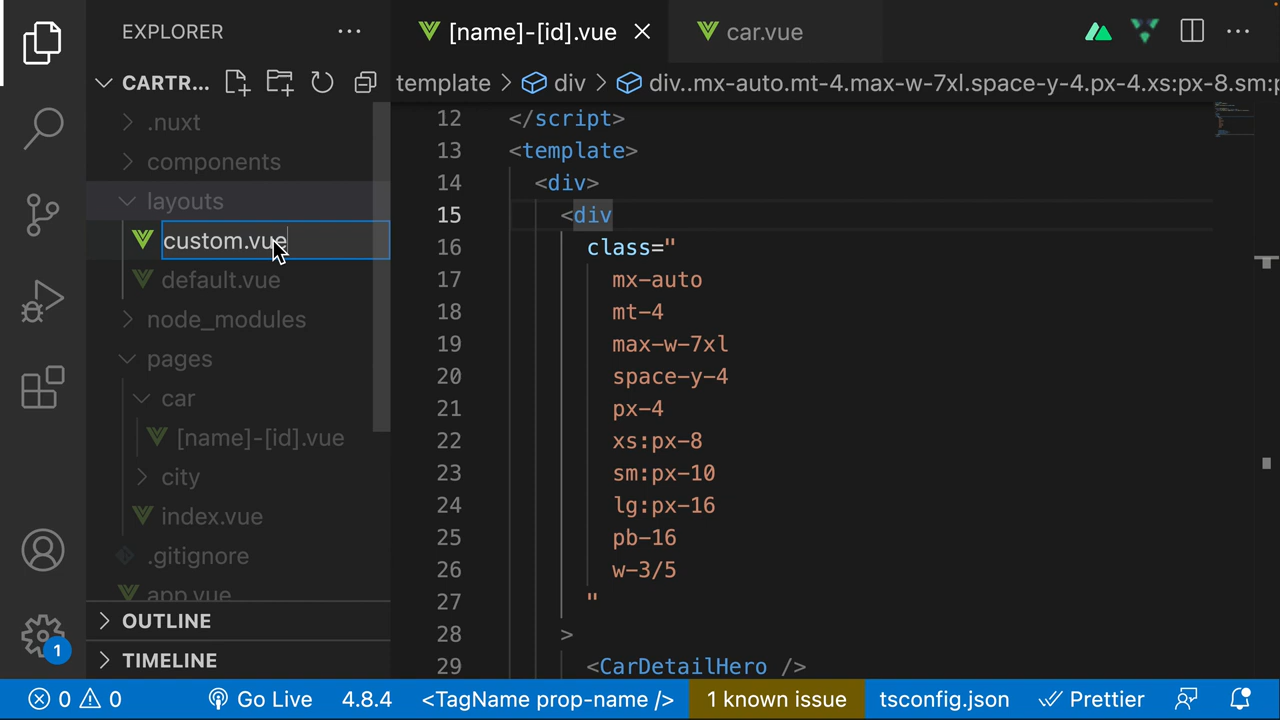 EXPLORER
CARTR...
.nuxt
components
layouts
custom.vue
default.vue
node_modules
pages
car
[name]-[id].vue
city
index.vue
.gitignore
app.vue
OUTLINE
TIMELINE
[name]-[id].vue
car.vue
template > div > div..mx-auto.mt-4.max-w-7xl.space-y-4.px-4.xs:px-8.sm:p
12 </script>
13 <template>
14 <div>
15 <div
16 class="
17 mx-auto
18 mt-4
19 max-w-7xl
20 space-y-4
21 px-4
22 xs:px-8
23 sm:px-10
24 lg:px-16
25 pb-16
26 w-3/5
27 "
28 >
29 <CarDetailHero />
1
0 0 Go Live 4.8.4 <TagName prop-name /> 1 known issue tsconfig.json Prettier